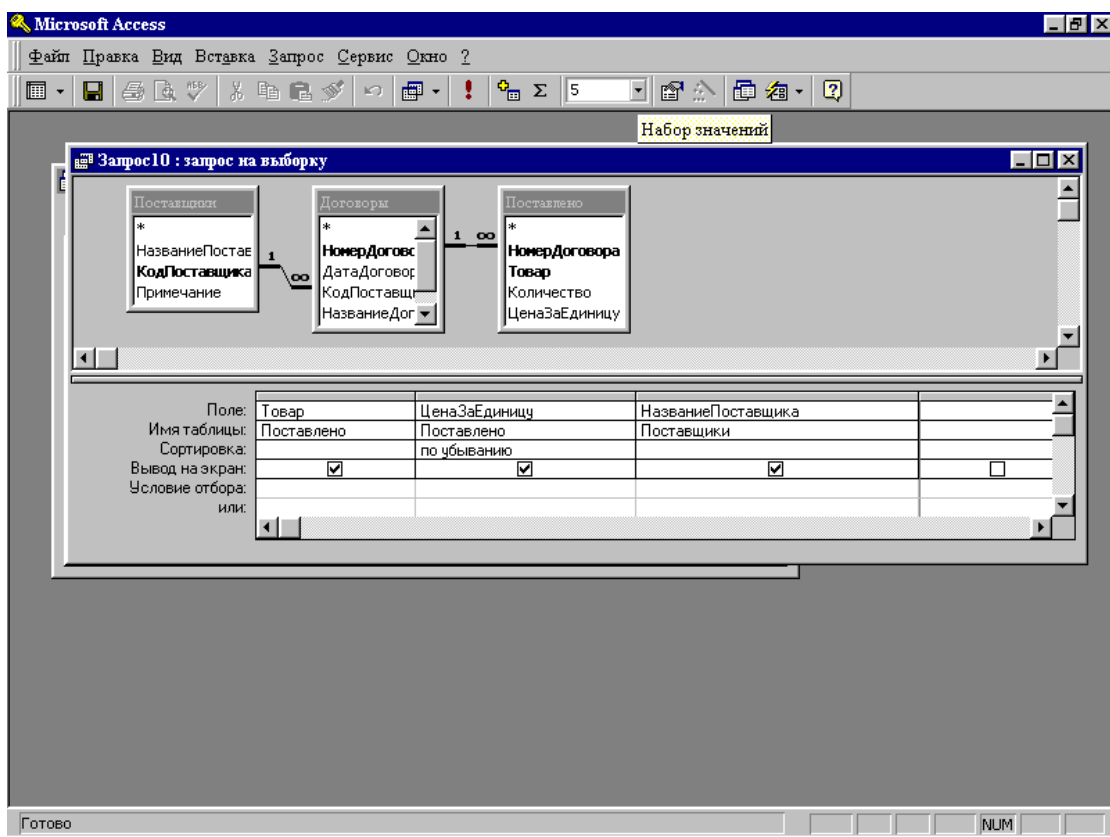 Microsoft Access
Файл Правка Вид Вставка Запрос Сервис Окно ?
5
Набор значений
Запрос10 : запрос на выборку
Поставщики Договоры Поставлено
* * *
НазваниеПостав НомерДогово НомерДоговора
КодПоставщика ДатаДоговор Товар
Примечание КодПоставщи Количество
НазваниеДог ЦенаЗаЕдиницу
1 ∞ 1 ∞
Поле: Товар ЦенаЗаЕдиницу НазваниеПоставщика
Имя таблицы: Поставлено Поставлено Поставщики
Сортировка: по убыванию
Вывод на экран:
Условие отбора:
или:
Готово NUM